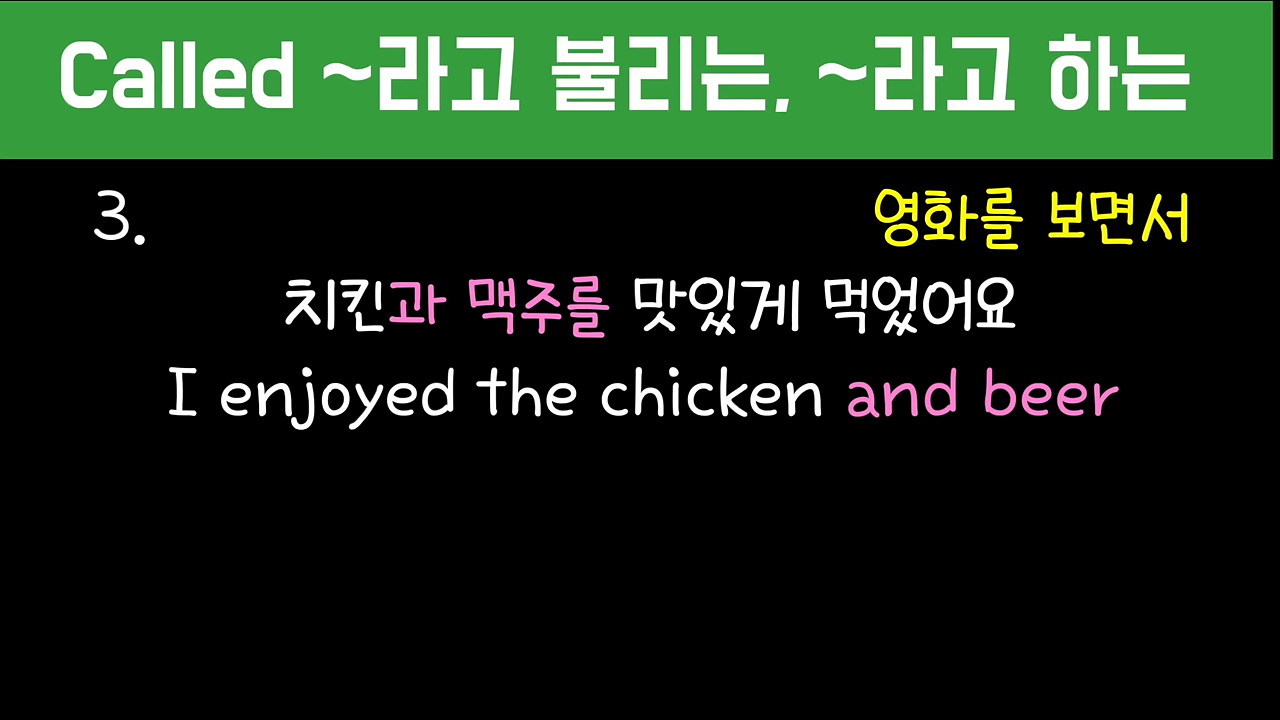 Called ~라고 불리는, ~라고 하는
3. 영화를 보면서
치킨과 맥주를 맛있게 먹었어요
I enjoyed the chicken and beer